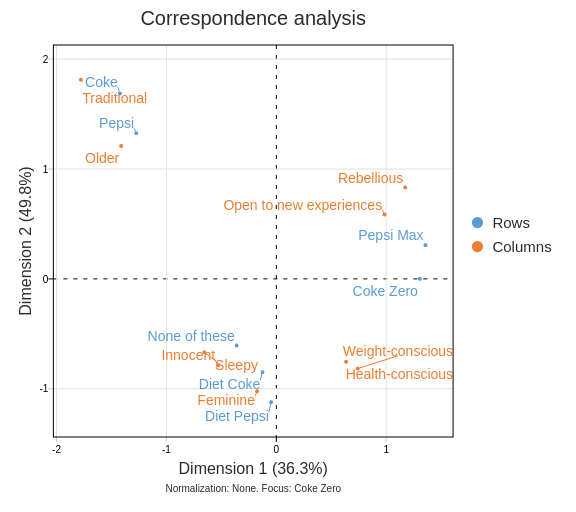 Correspondence analysis
2
1
0
-1
-2
-1
0
1
Dimension 2 (49.8%)
Coke
Traditional
Pepsi
Older
Rebellious
Open to new experiences
Pepsi Max
Coke Zero
None of these
Innocent
Sleepy
Weight-conscious
Health-conscious
Diet Coke
Feminine
Diet Pepsi
Rows
Columns
Dimension 1 (36.3%)
Normalization: None. Focus: Coke Zero